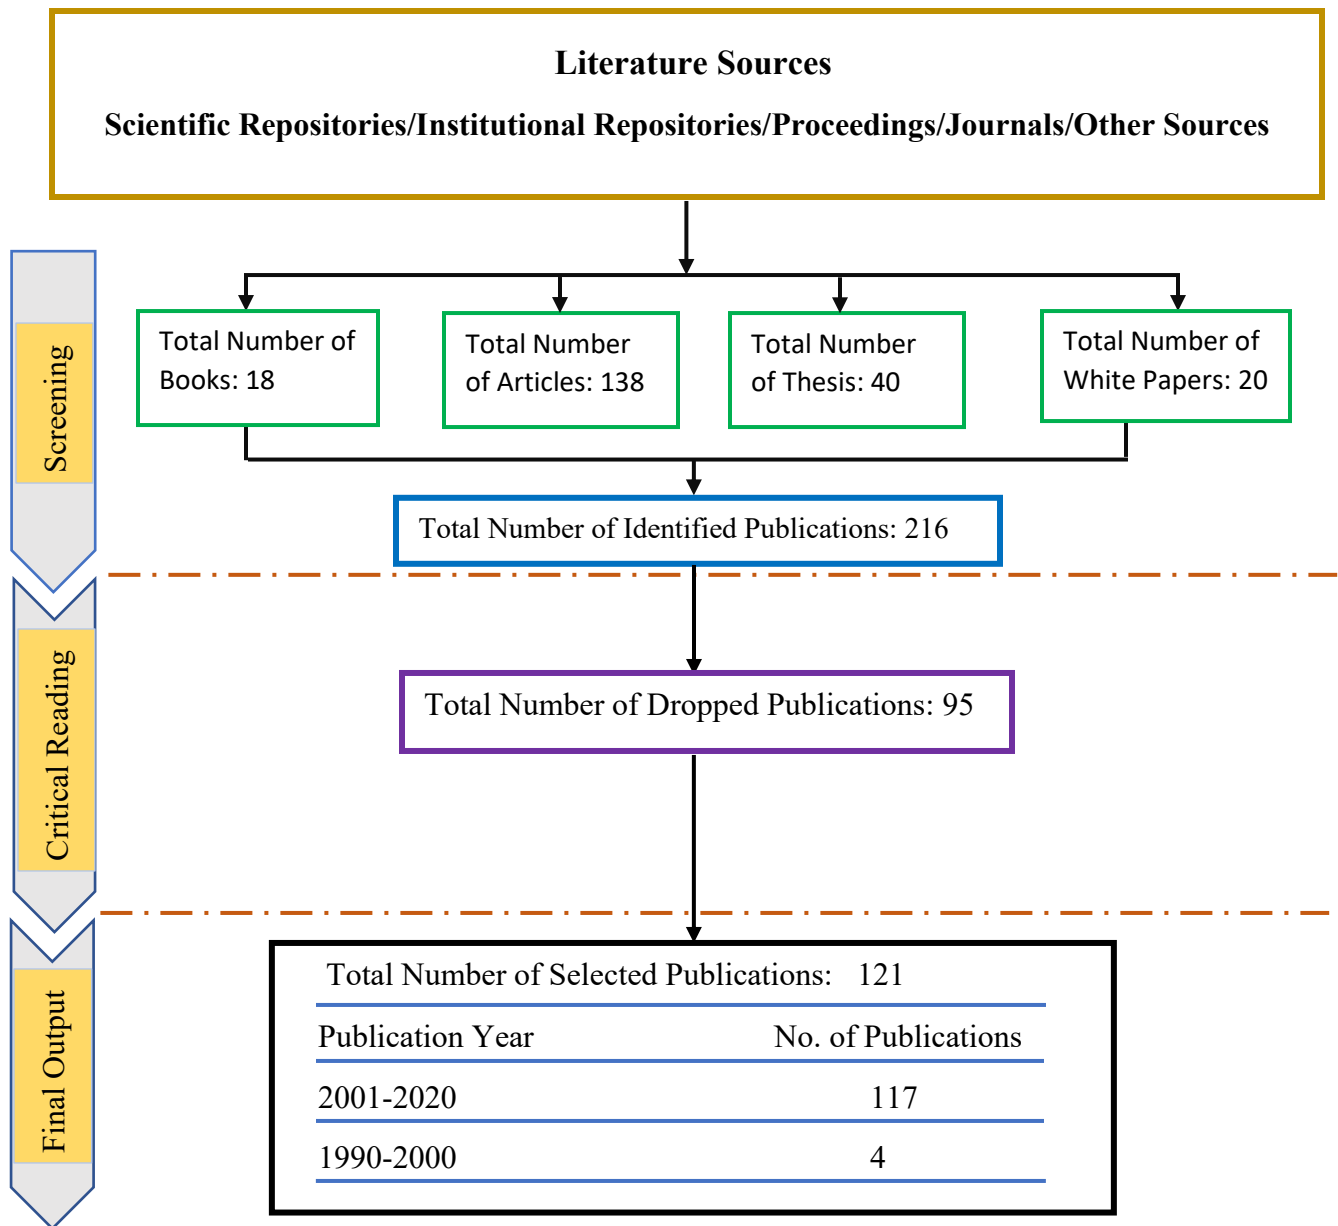 Literature Sources
Scientific Repositories/Institutional Repositories/Proceedings/Journals/Other Sources
Screening
Total Number of
Books: 18
Total Number
of Articles: 138
Total Number
of Thesis: 40
Total Number of
White Papers: 20
Total Number of Identified Publications: 216
Critical Reading
Total Number of Dropped Publications: 95
Final Output
Total Number of Selected Publications: 121
Publication Year No. of Publications
2001-2020 117
1990-2000 4